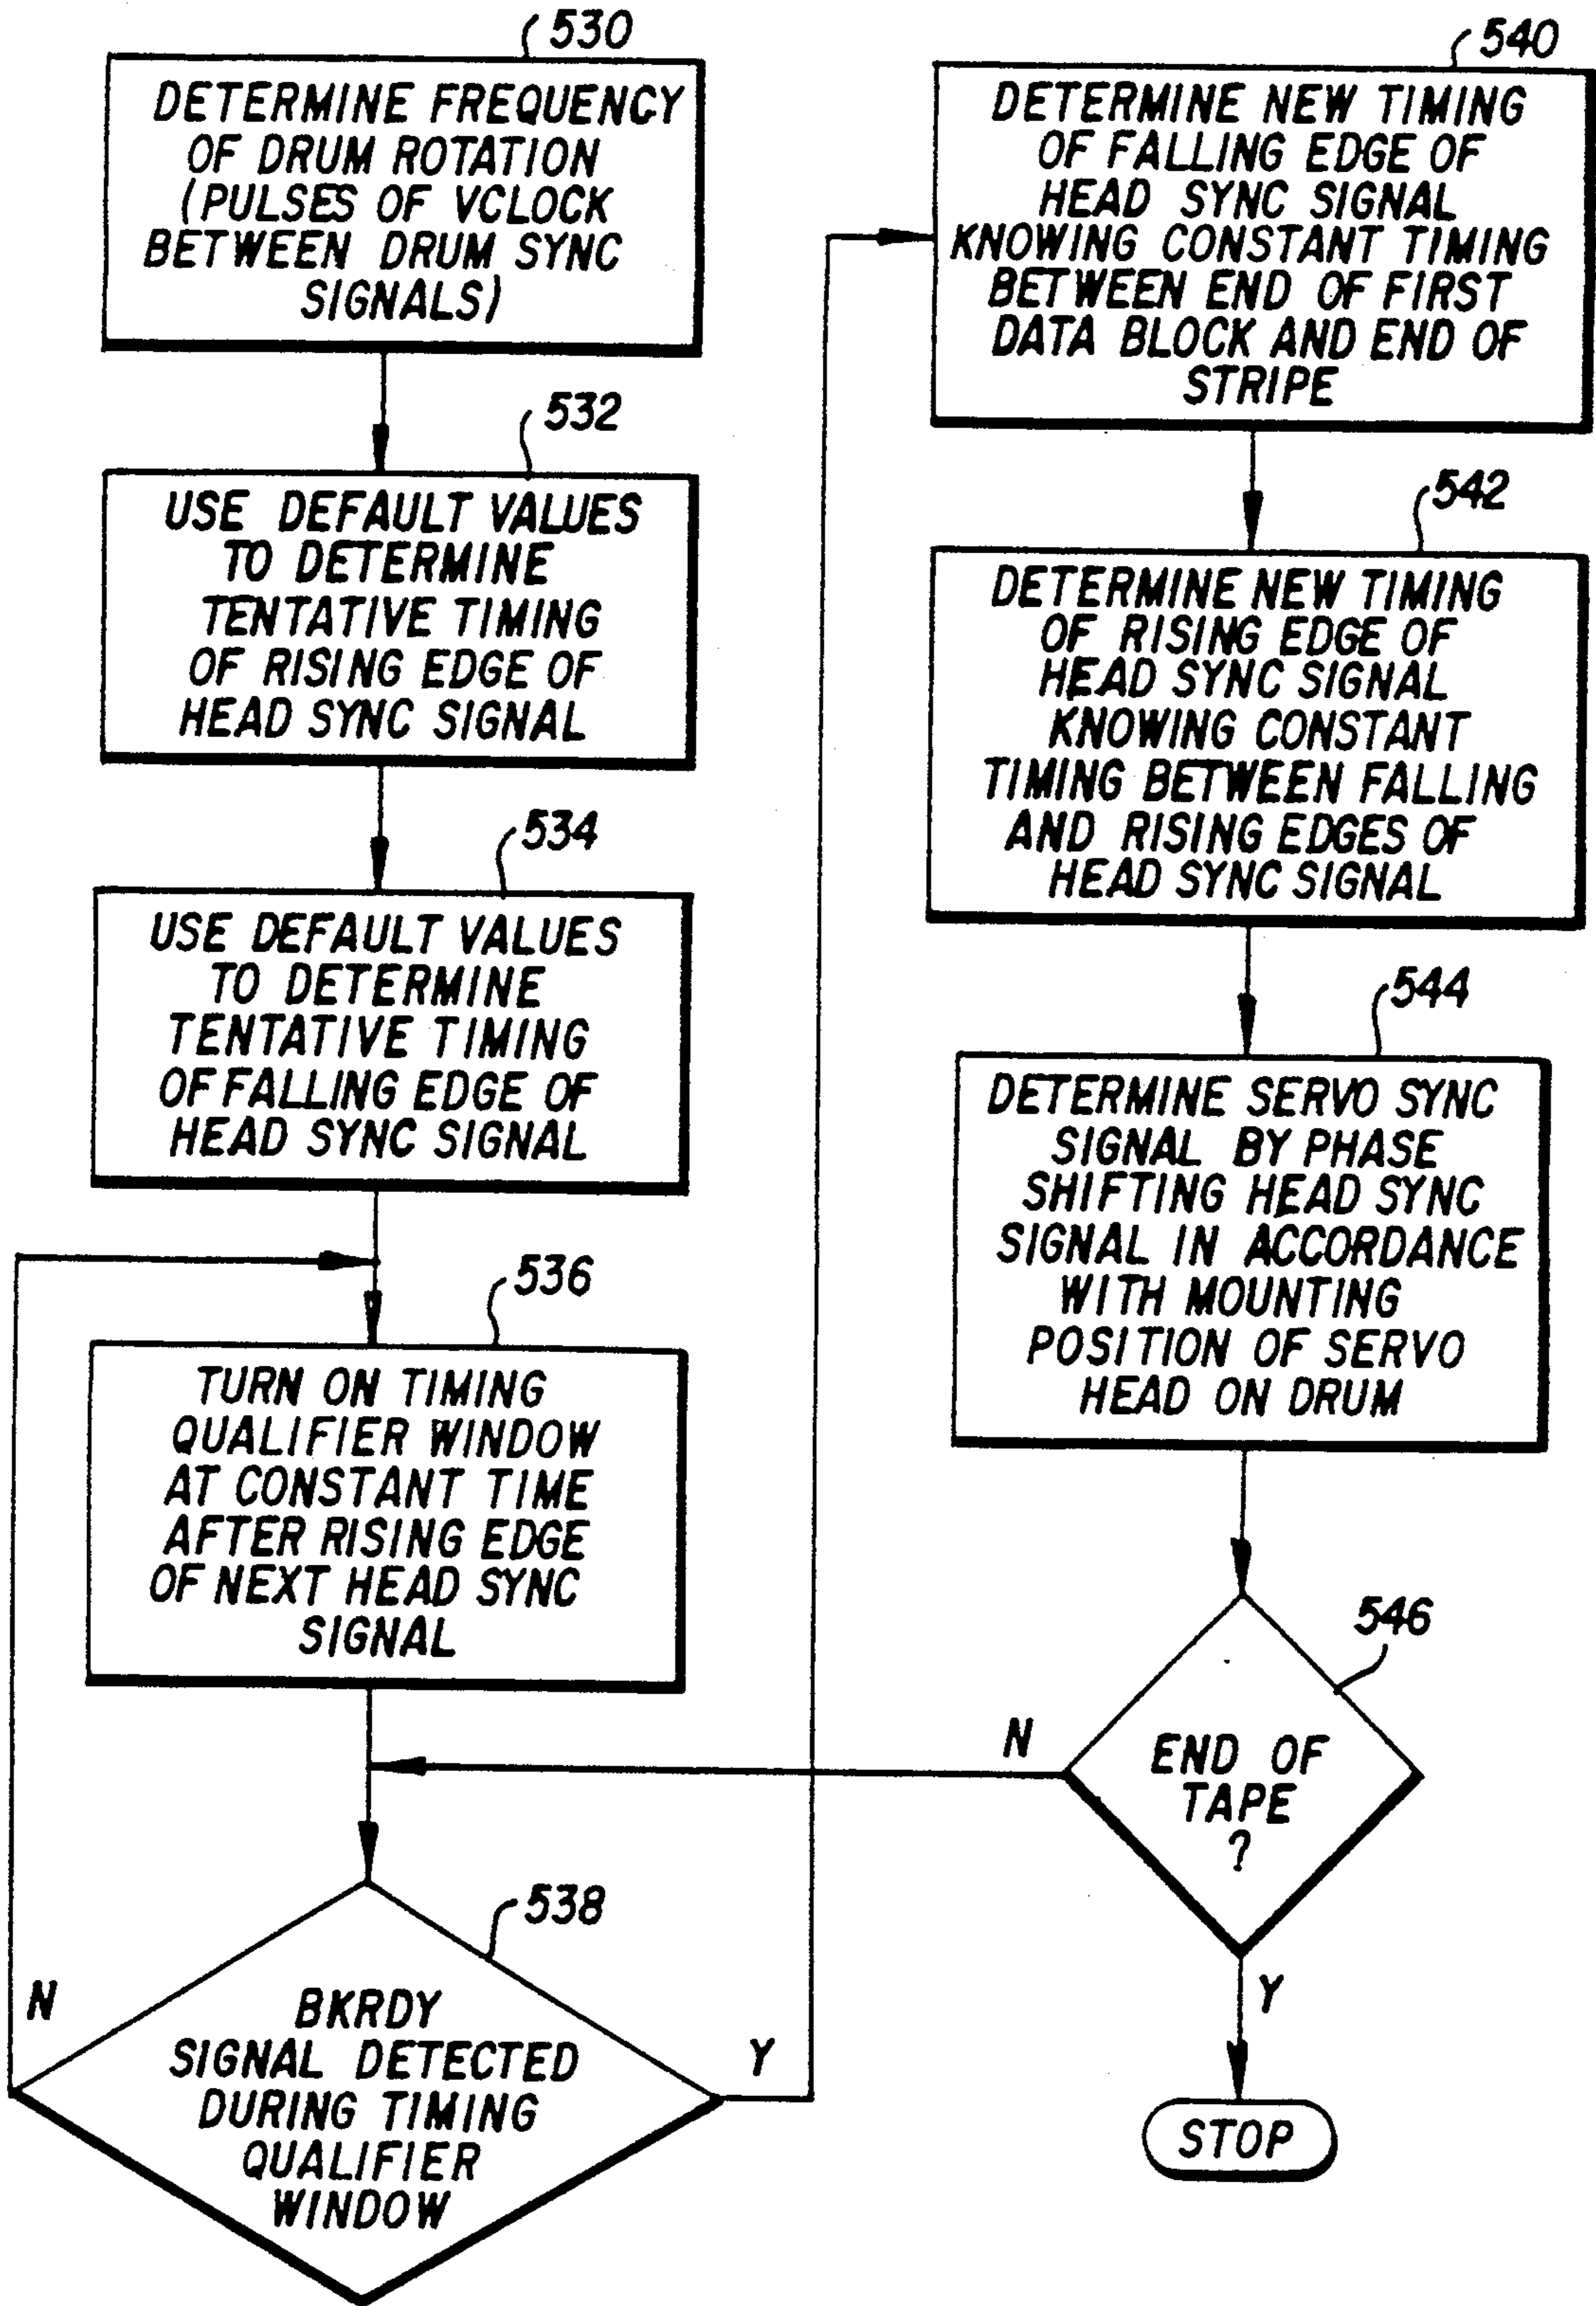 530
DETERMINE FREQUENCY
OF DRUM ROTATION
(PULSES OF VCLOCK
BETWEEN DRUM SYNC
SIGNALS)
532
USE DEFAULT VALUES
TO DETERMINE
TENTATIVE TIMING
OF RISING EDGE OF
HEAD SYNC SIGNAL
534
USE DEFAULT VALUES
TO DETERMINE
TENTATIVE TIMING
OF FALLING EDGE OF
HEAD SYNC SIGNAL
536
TURN ON TIMING
QUALIFIER WINDOW
AT CONSTANT TIME
AFTER RISING EDGE
OF NEXT HEAD SYNC
SIGNAL
538
N
BKRDY
SIGNAL DETECTED
DURING TIMING
QUALIFIER
WINDOW
Y
540
DETERMINE NEW TIMING
OF FALLING EDGE OF
HEAD SYNC SIGNAL
KNOWING CONSTANT TIMING
BETWEEN END OF FIRST
DATA BLOCK AND END OF
STRIPE
542
DETERMINE NEW TIMING
OF RISING EDGE OF
HEAD SYNC SIGNAL
KNOWING CONSTANT
TIMING BETWEEN FALLING
AND RISING EDGES OF
HEAD SYNC SIGNAL
544
DETERMINE SERVO SYNC
SIGNAL BY PHASE
SHIFTING HEAD SYNC
SIGNAL IN ACCORDANCE
WITH MOUNTING
POSITION OF SERVO
HEAD ON DRUM
546
N
END OF
TAPE
?
Y
STOP